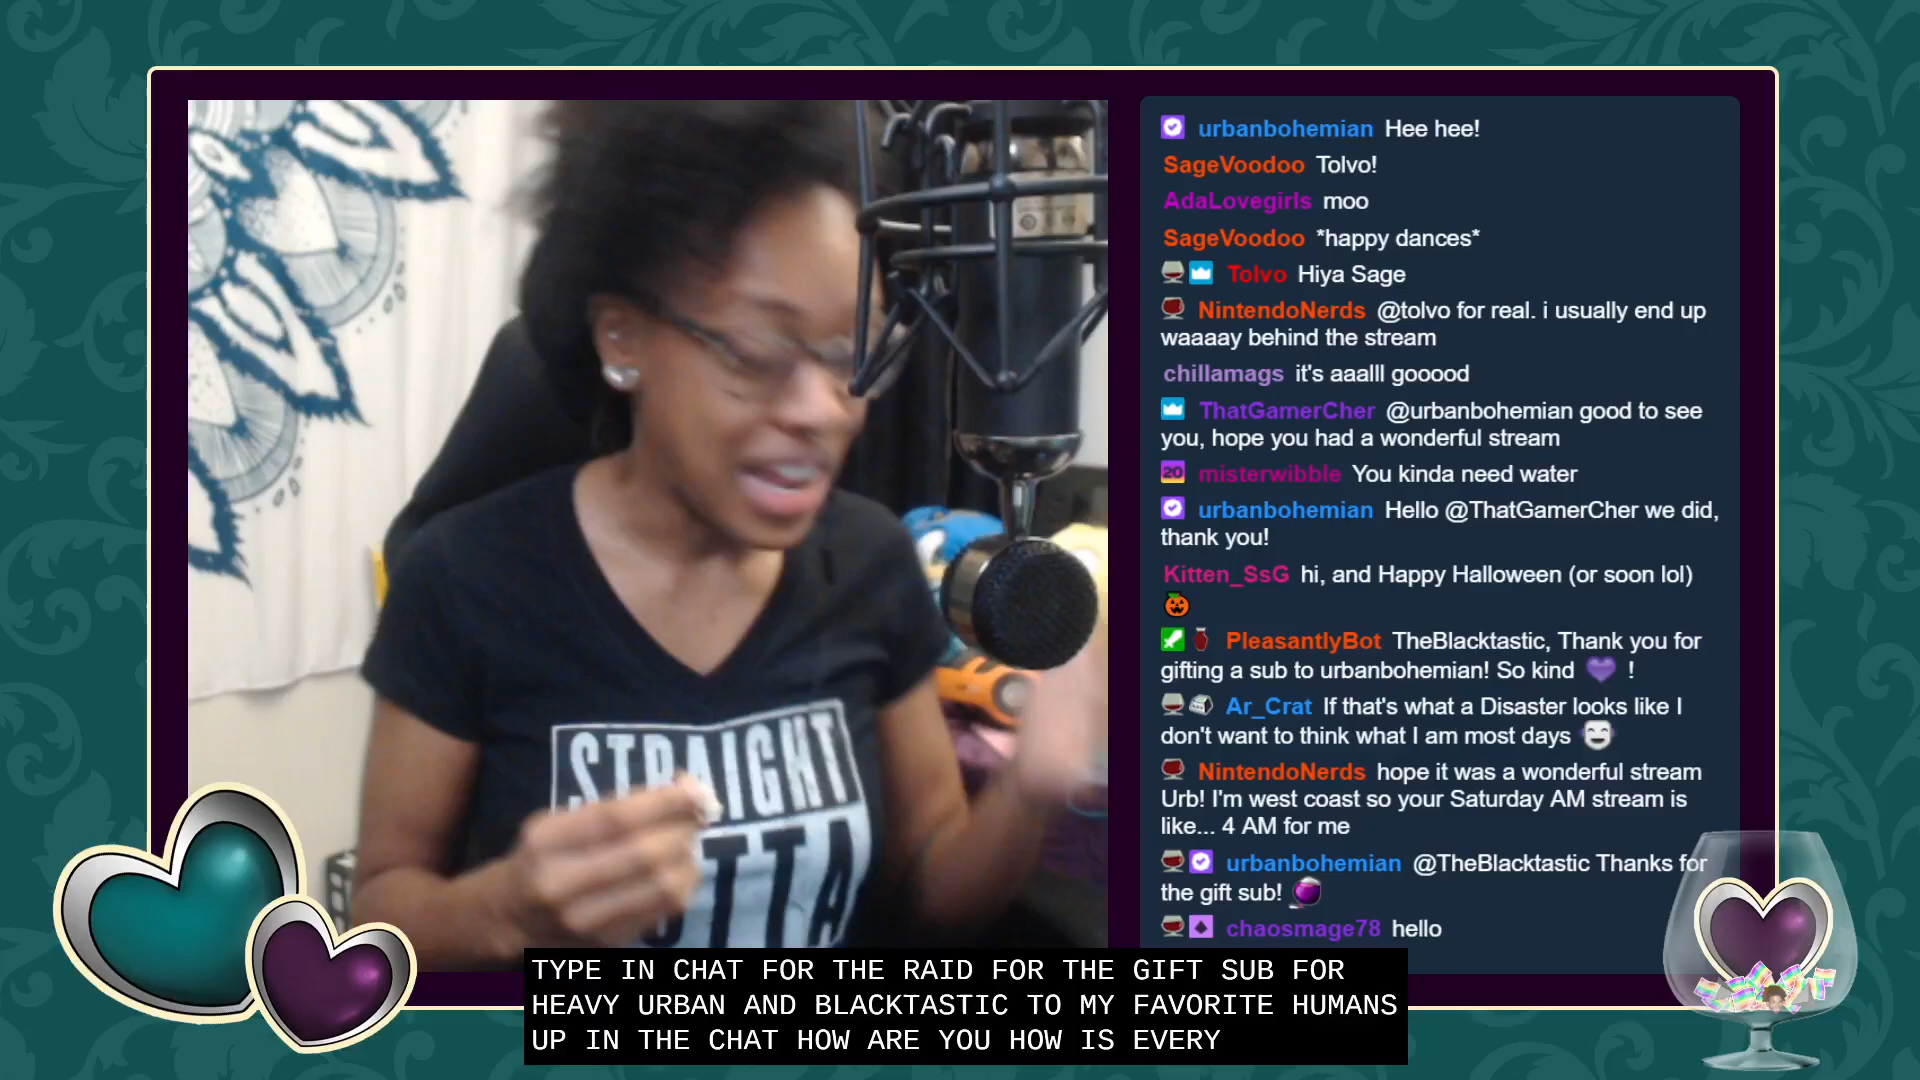 urbanbohemian Hee hee!
SageVoodoo Tolvo!
AdaLovegirls moo
SageVoodoo *happy dances*
Tolvo Hiya Sage
NintendoNerds @tolvo for real. i usually end up
waaaay behind the stream
chillamags it's aaalll gooood
ThatGamerCher @urbanbohemian good to see
you, hope you had a wonderful stream
20 misterwibble You kinda need water
urbanbohemian Hello @ThatGamerCher we did,
thank you!
Kitten_SsG hi, and Happy Halloween (or soon lol)
PleasantlyBot TheBlacktastic, Thank you for
gifting a sub to urbanbohemian! So kind !
Ar_Crat If that's what a Disaster looks like I
don't want to think what I am most days
NintendoNerds hope it was a wonderful stream
Urb! I'm west coast so your Saturday AM stream is
like... 4 AM for me
urbanbohemian @TheBlacktastic Thanks for
the gift sub!
chaosmage78 hello
STRAIGHT
TYPE IN CHAT FOR THE RAID FOR THE GIFT SUB FOR
HEAVY URBAN AND BLACKTASTIC TO MY FAVORITE HUMANS
UP IN THE CHAT HOW ARE YOU HOW IS EVERY